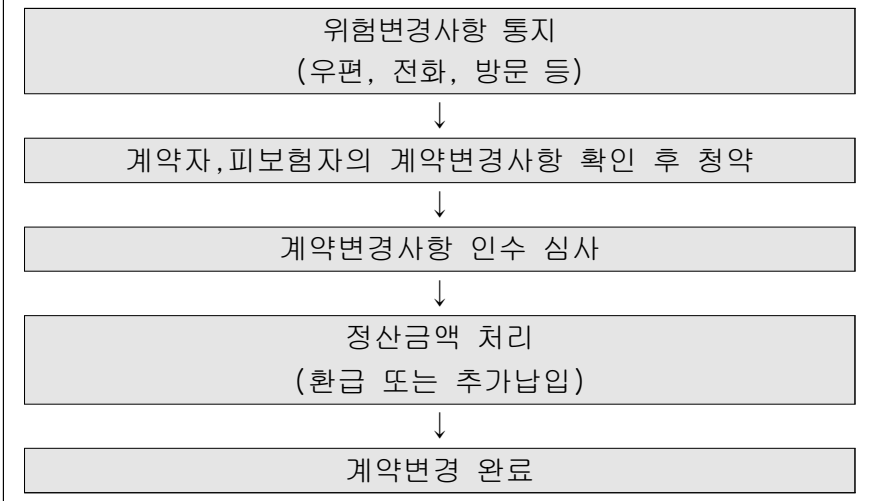 위험변경사항 통지
(우편, 전화, 방문 등)
↓
계약자,피보험자의 계약변경사항 확인 후 청약
↓
계약변경사항 인수 심사
↓
정산금액 처리
(환급 또는 추가납입)
↓
계약변경 완료